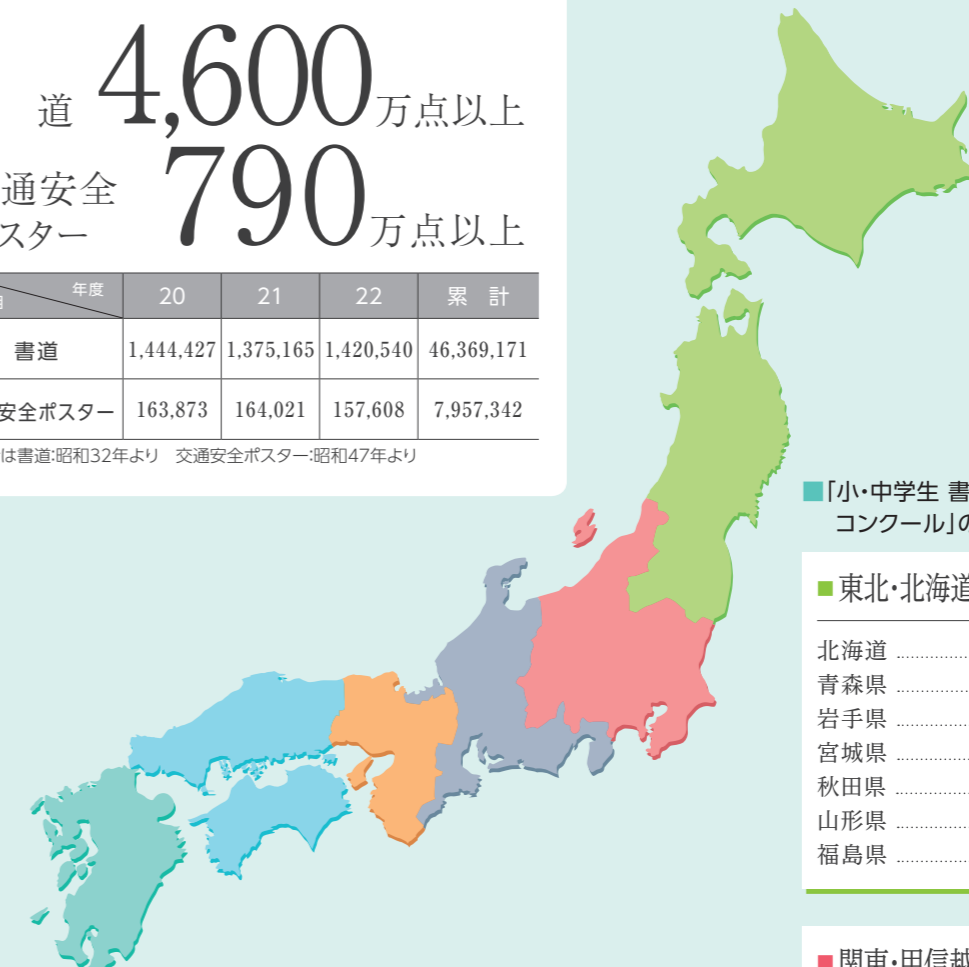 道 4,600万点以上
通安全
スター 790万点以上
年度 20 21 22 累 計
書道 1,444,427 1,375,165 1,420,540 46,369,171
安全ポスター 163,873 164,021 157,608 7,957,342
は書道:昭和32年より 交通安全ポスター:昭和47年より
■「小・中学生 書
コンクール」の
■東北・北海道
北海道
青森県
岩手県
宮城県
秋田県
山形県
福島県
■関東・甲信越